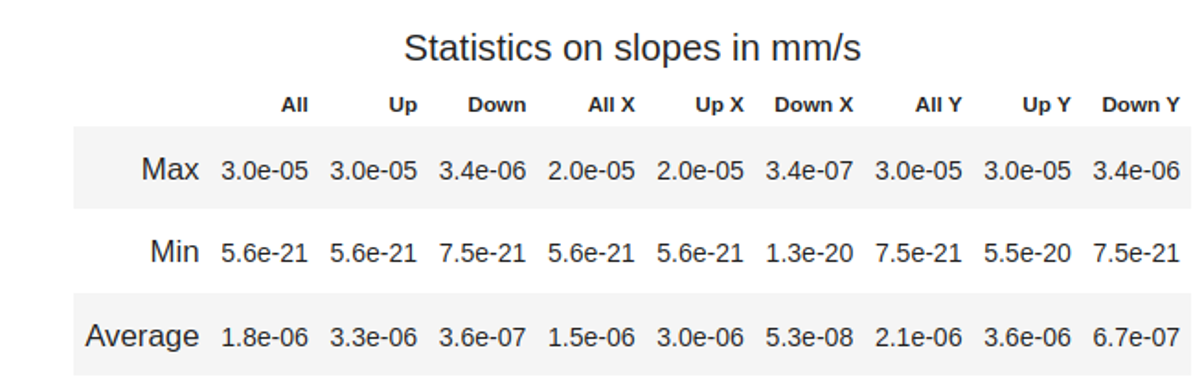 Statistics on slopes in mm/s
All Up Down All X Up X Down X All Y Up Y Down Y
Max 3.0e-05 3.0e-05 3.4e-06 2.0e-05 2.0e-05 3.4e-07 3.0e-05 3.0e-05 3.4e-06
Min 5.6e-21 5.6e-21 7.5e-21 5.6e-21 5.6e-21 1.3e-20 7.5e-21 5.5e-20 7.5e-21
Average 1.8e-06 3.3e-06 3.6e-07 1.5e-06 3.0e-06 5.3e-08 2.1e-06 3.6e-06 6.7e-07